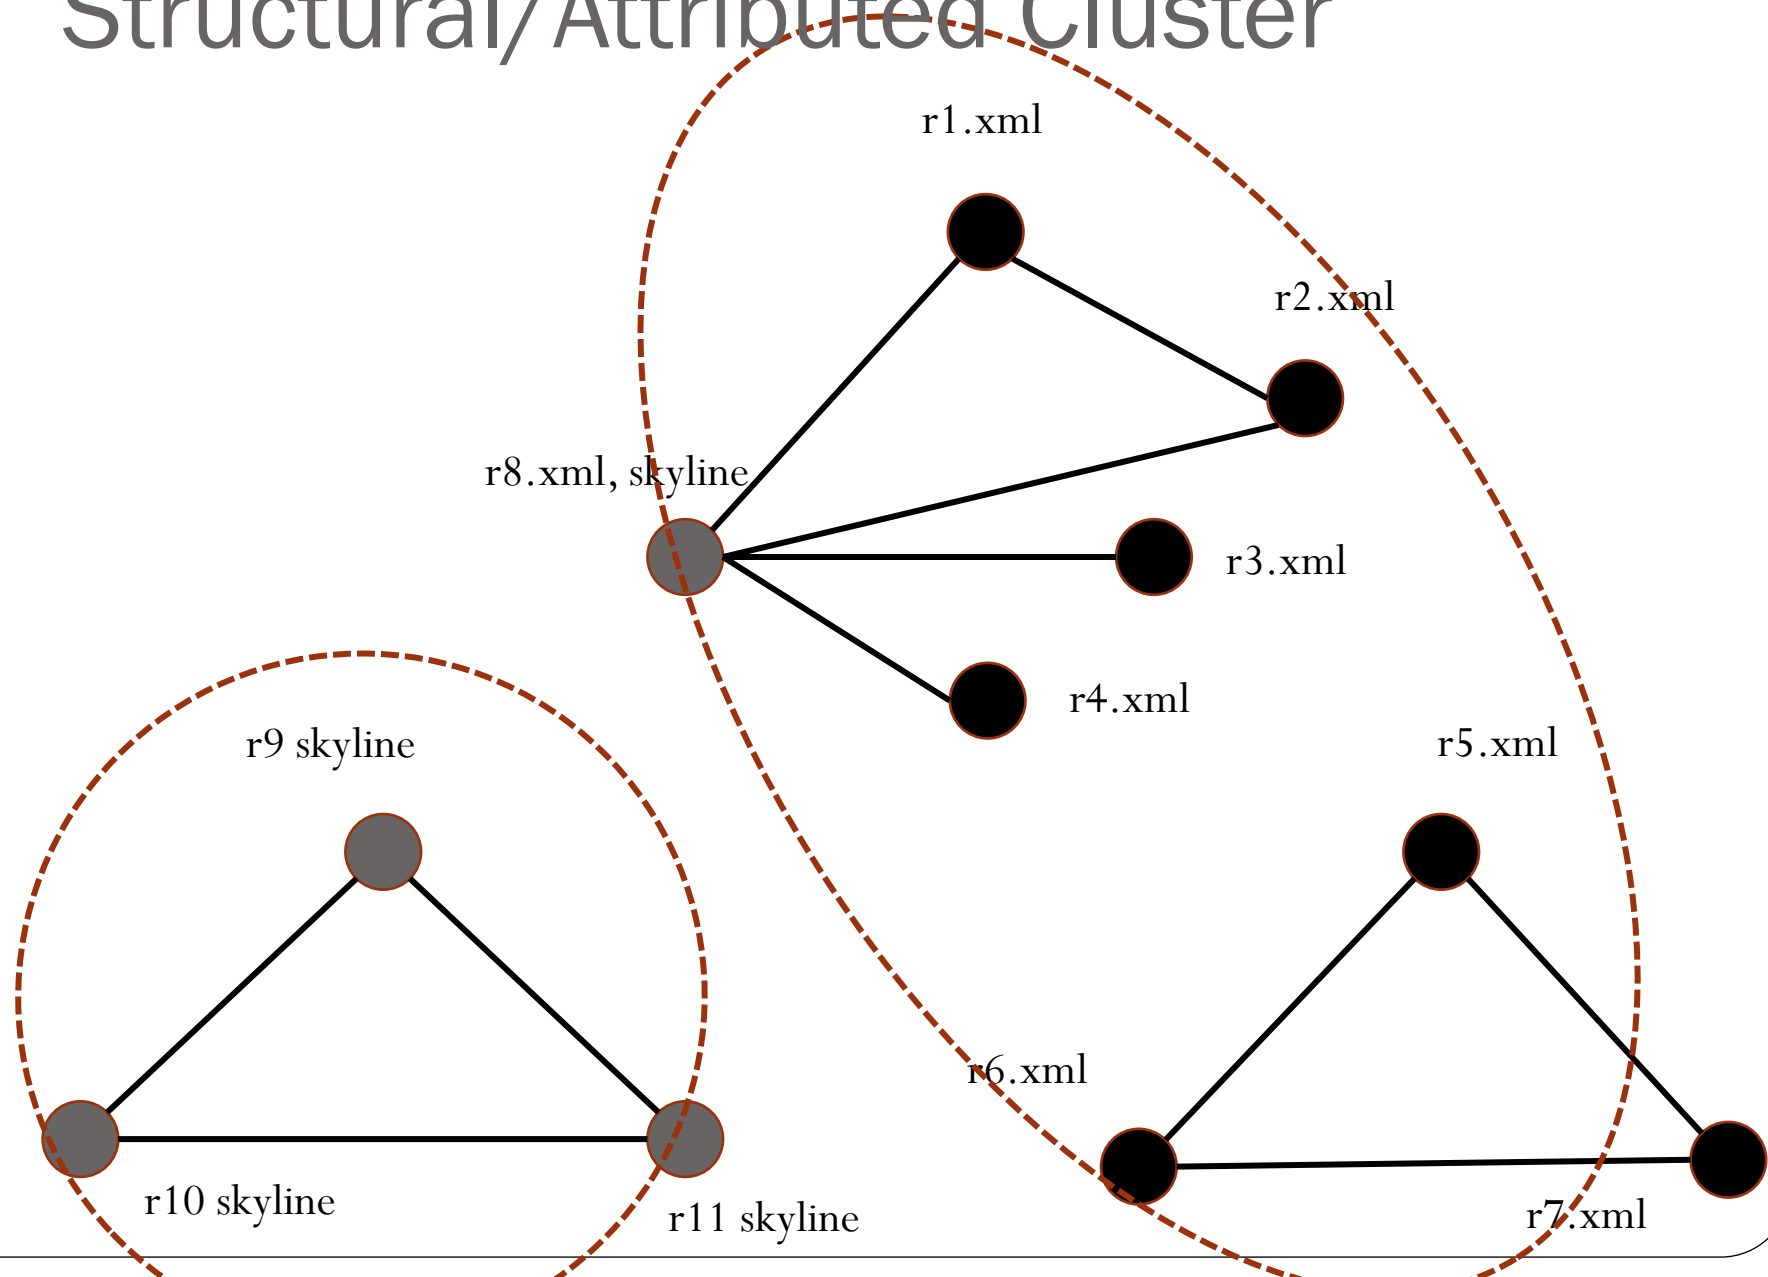 Structural/Attributed Cluster
r1.xml
r2.xml
r8.xml, skyline
r3.xml
r4.xml
r9 skyline
r5.xml
r6.xml
r10 skyline
r11 skyline
r7.xml